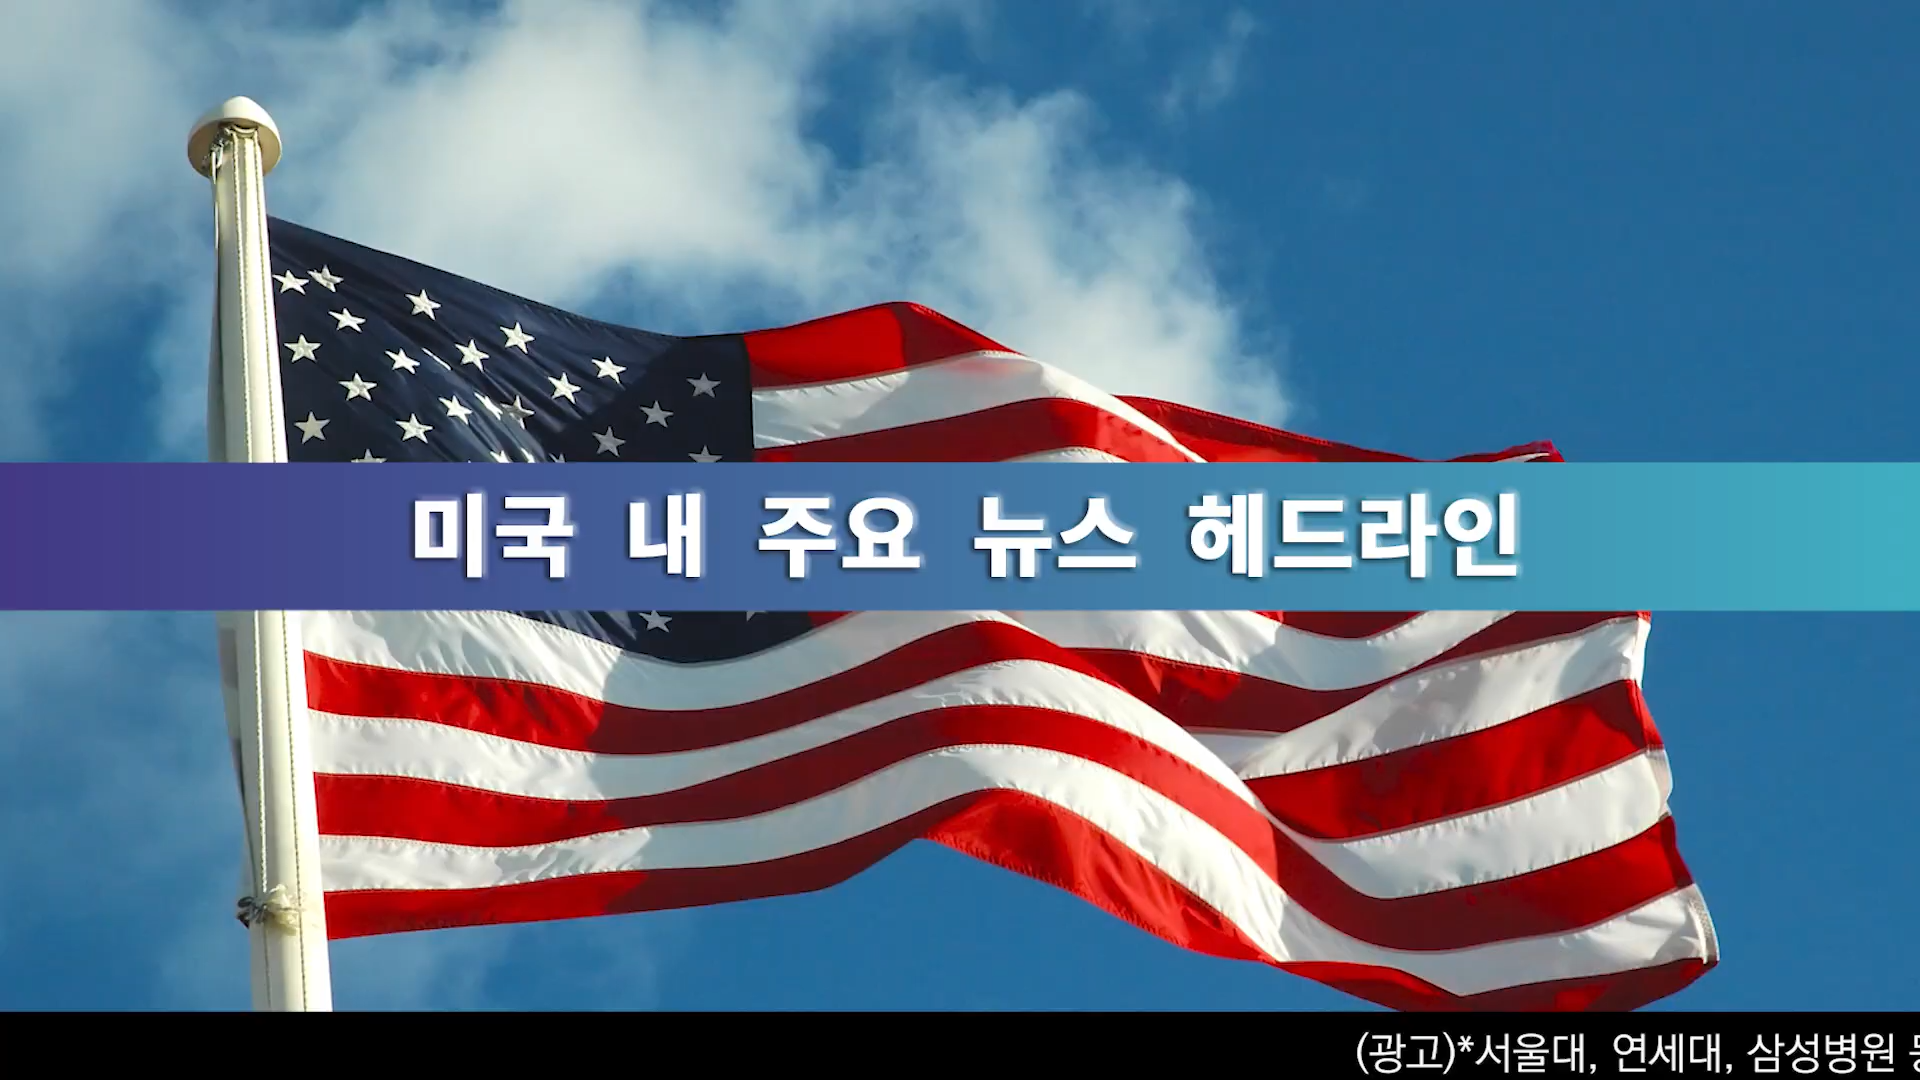 미국 내 주요 뉴스 헤드라인
(광고)*서울대, 연세대, 삼성병원